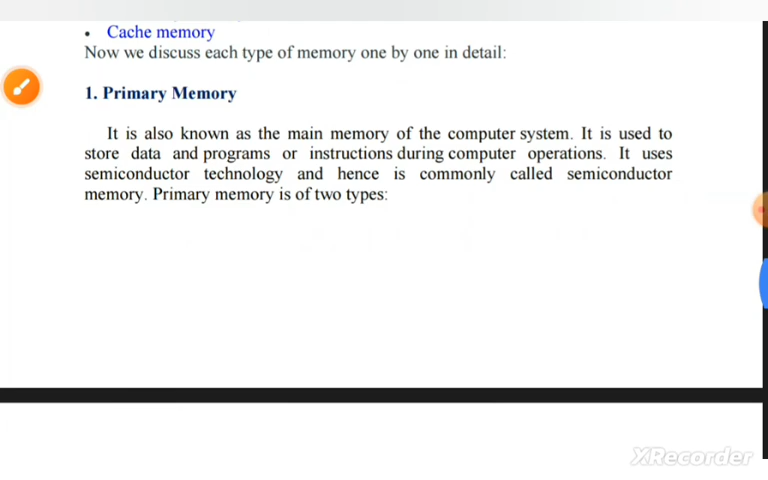 • Cache memory
Now we discuss each type of memory one by one in detail:
1. Primary Memory
It is also known as the main memory of the computer system. It is used to
store data and programs or instructions during computer operations. It uses
semiconductor technology and hence is commonly called semiconductor
memory. Primary memory is of two types:
XRecorder